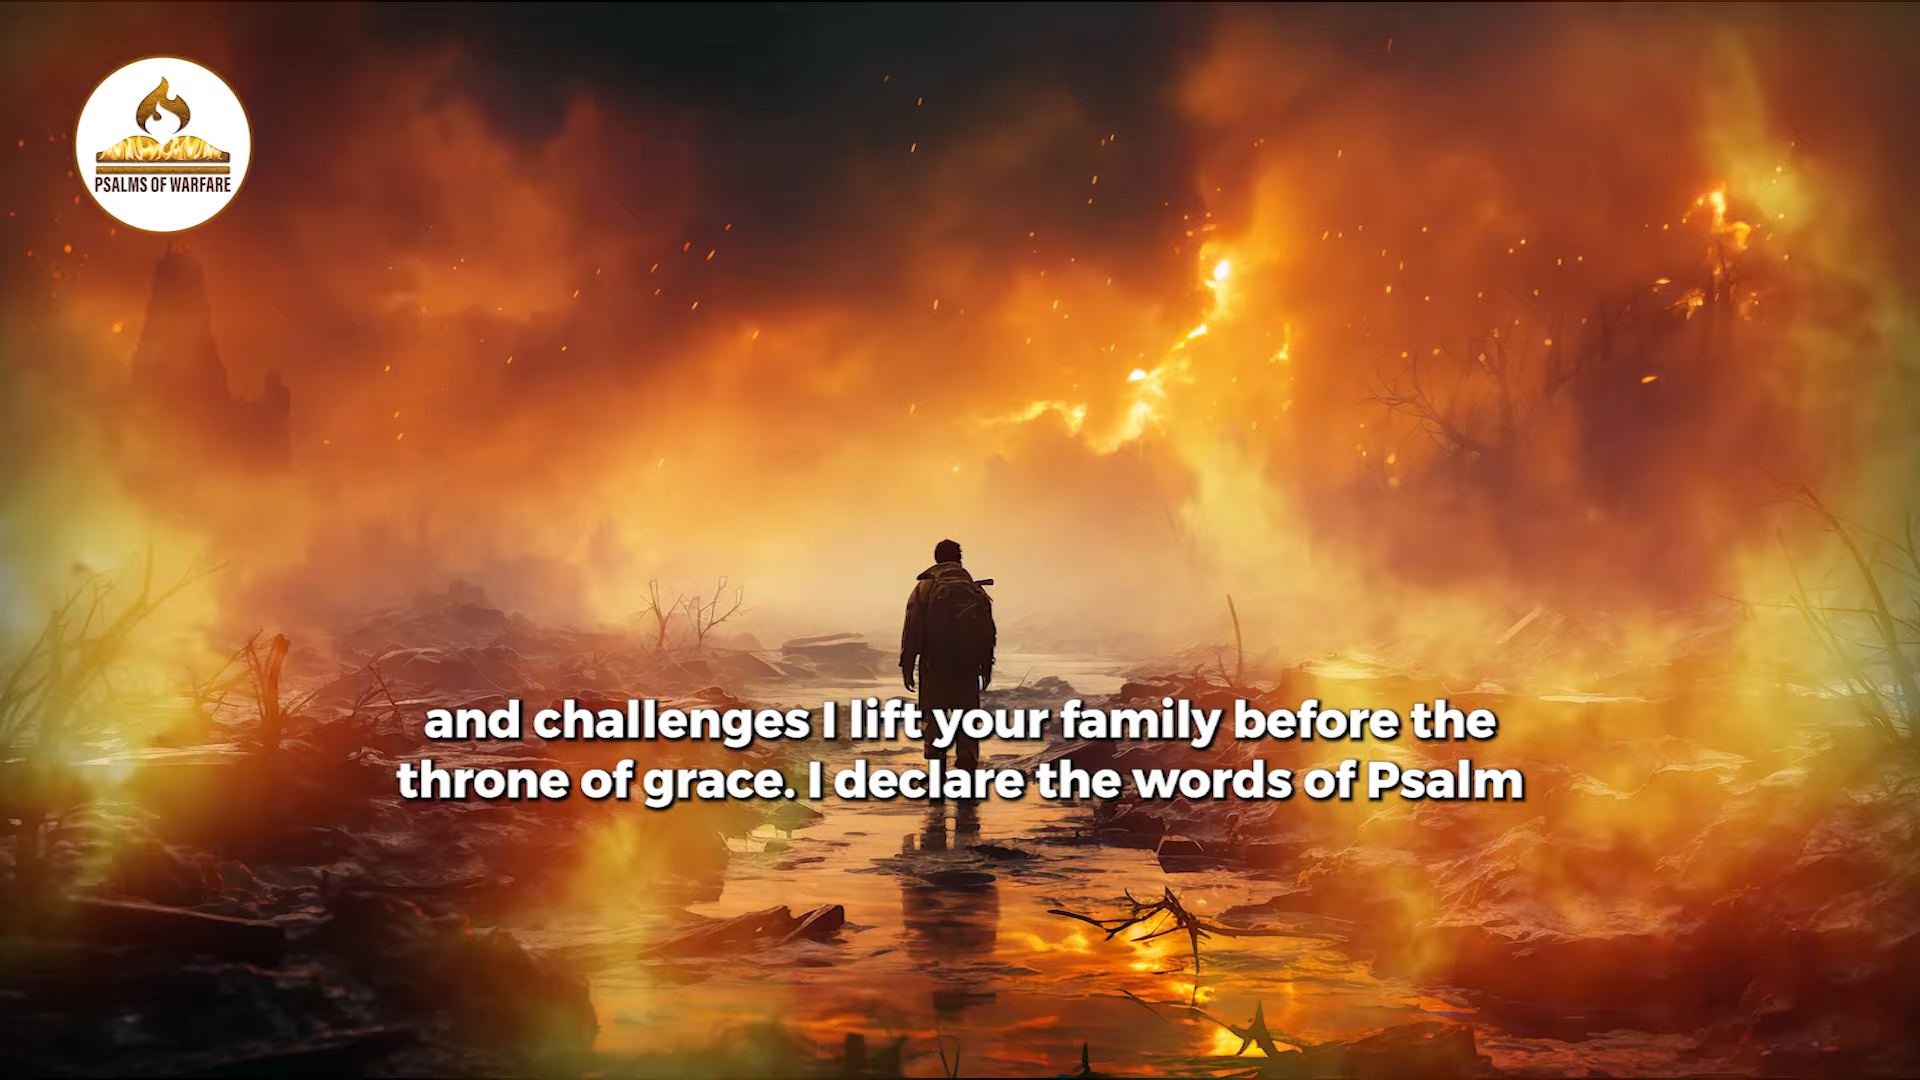 PSALMS OF WARFARE
and challenges I lift your family before the
throne of grace. I declare the words of Psalm